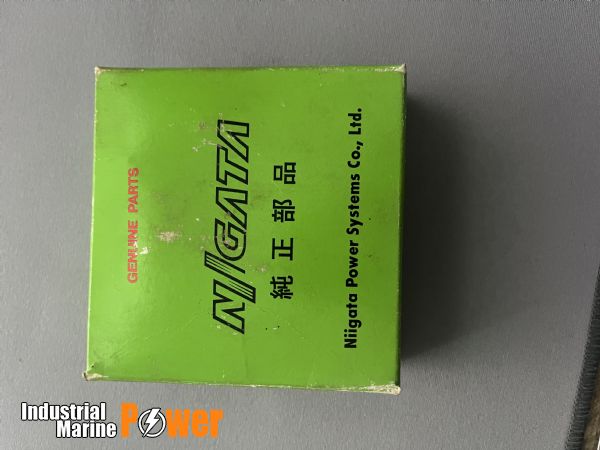 GENUINE PARTS
NIIGATA
純正部品
Niigata Power Systems Co., Ltd.
Industrial
Marine Power